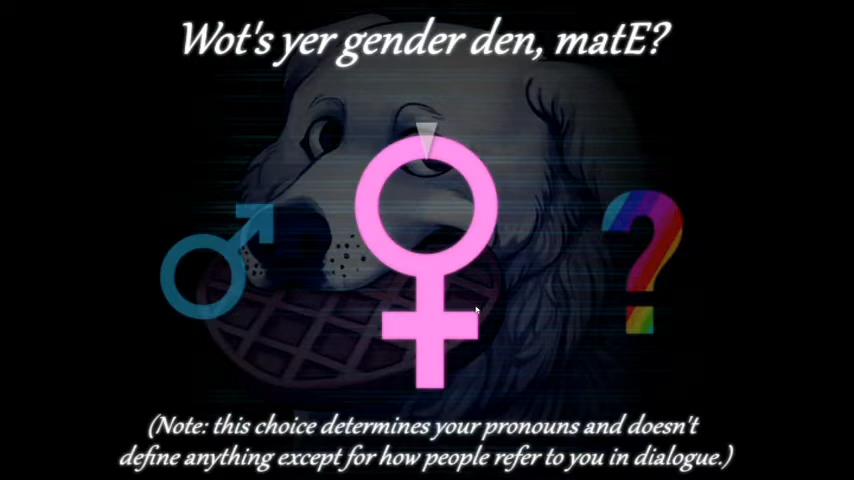 Wot's yer gender den, matE?
?
(Note: this choice determines your pronouns and doesn't
define anything except for how people refer to you in dialogue.)